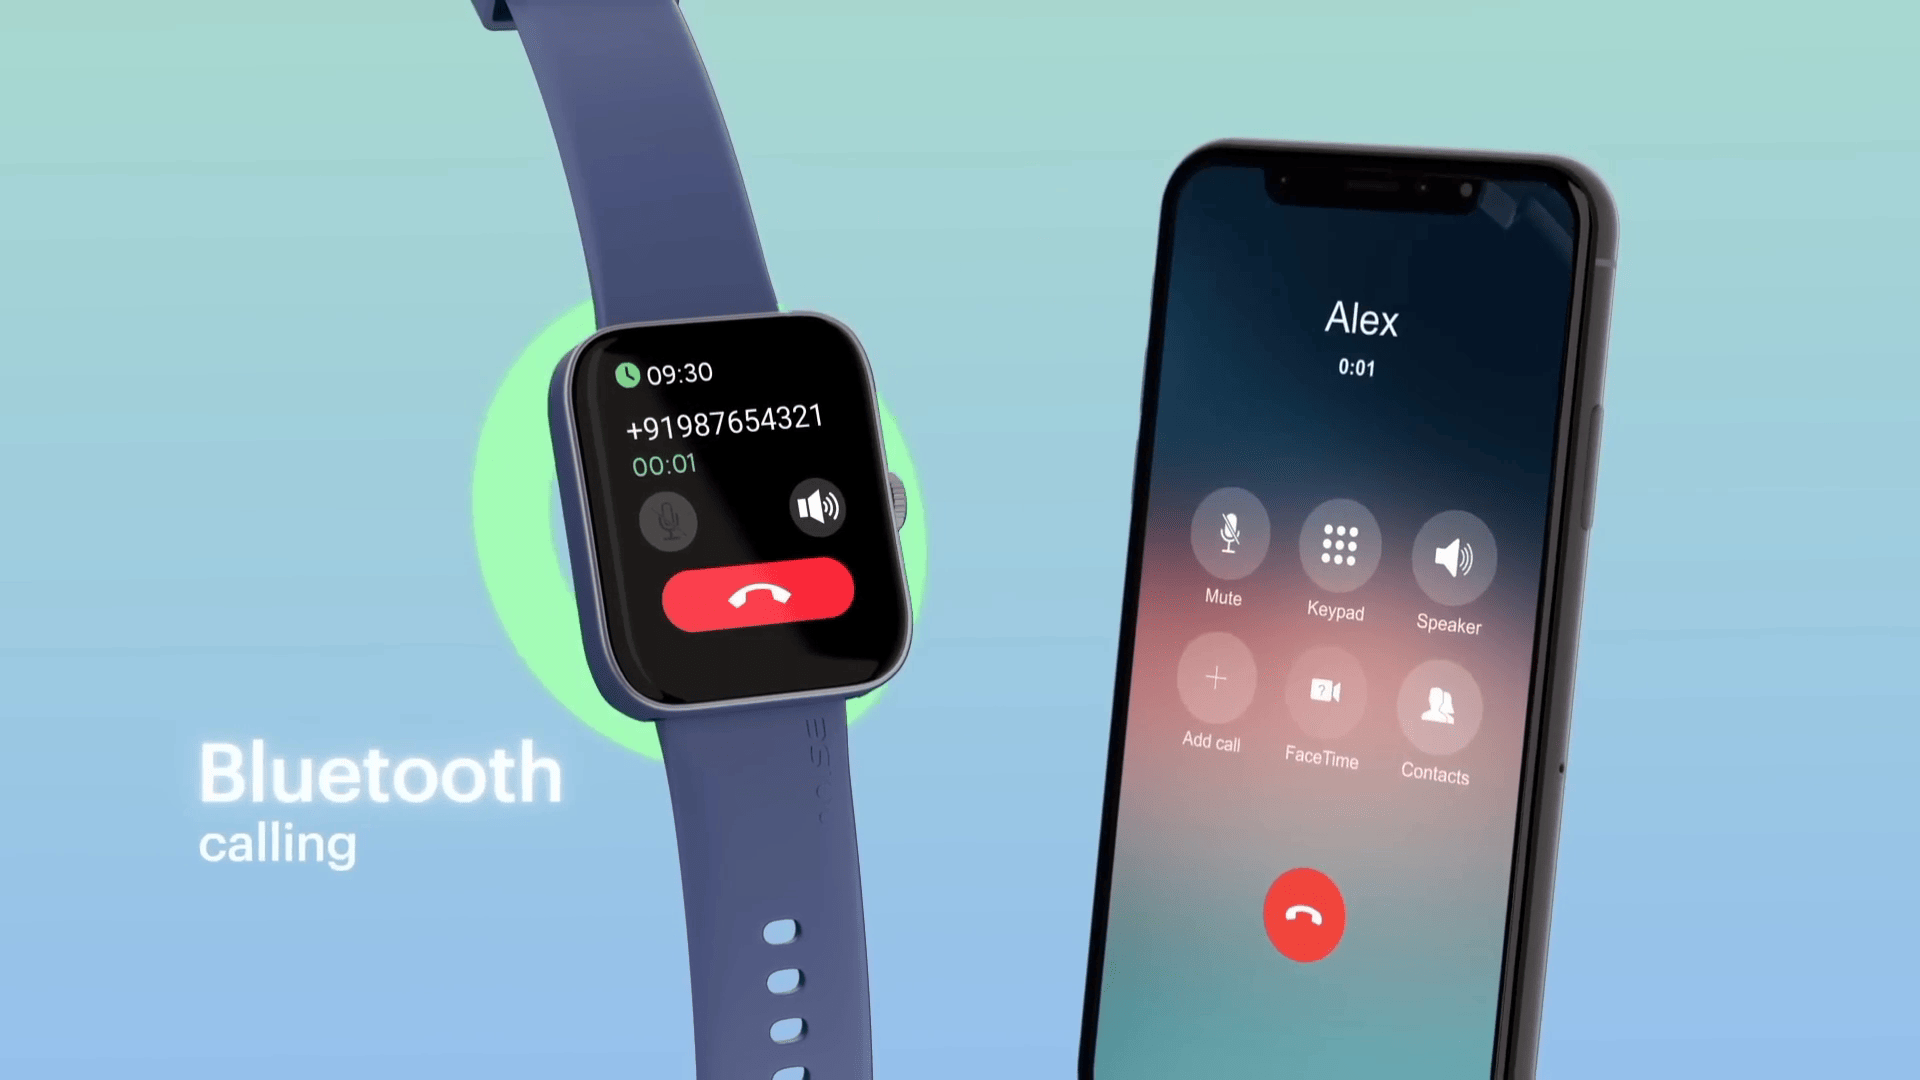 09:30
+91987654321
00:01
Bluetooth
calling
Alex
0:01
Mute
Keypad
Speaker
Add call
FaceTime
Contacts